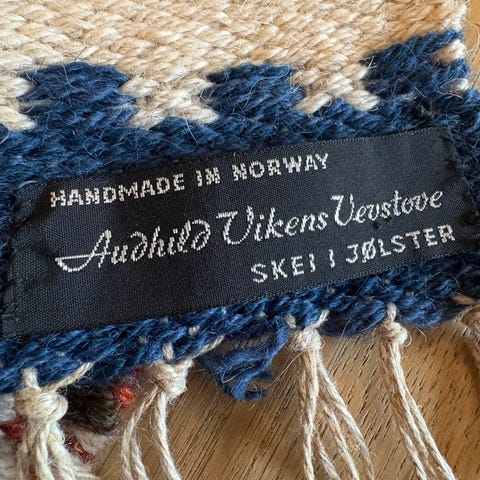 HANDMADE IN NORWAY
Audhild Vikens Vevstove
SKEI I JØLSTER